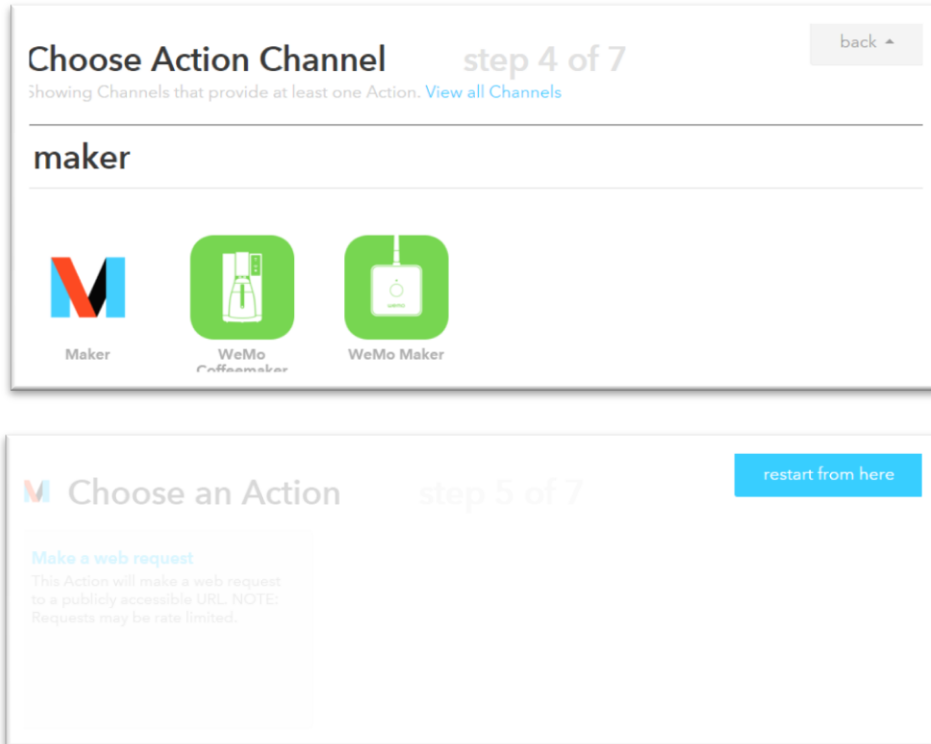 Choose Action Channel step 4 of 7 back
Showing Channels that provide at least one Action. View all Channels
maker
Maker WeMo WeMo Maker
Coffeemaker
Choose an Action step 5 of 7 restart from here
Make a web request
This Action will make a web request
to a publicly accessible URL. NOTE:
Requests may be rate limited.